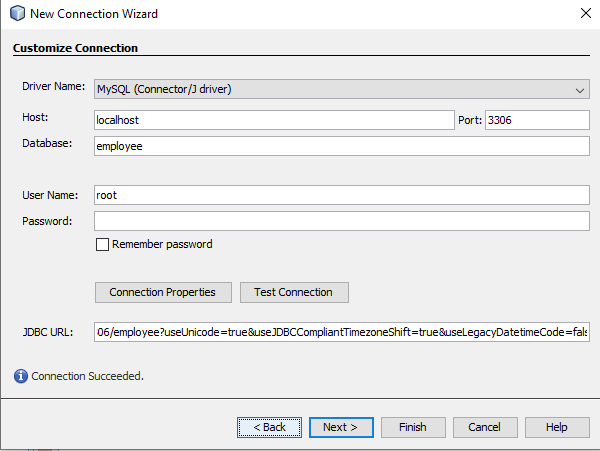 New Connection Wizard
Customize Connection
Driver Name: MySQL (Connector/J driver)
Host: localhost Port: 3306
Database: employee
User Name: root
Password:
Remember password
Connection Properties Test Connection
JDBC URL: 06/employee?useUnicode=true&useJDBCCompliantTimezoneShift=true&useLegacyDatetimeCode=fals
Connection Succeeded.
< Back Next > Finish Cancel Help